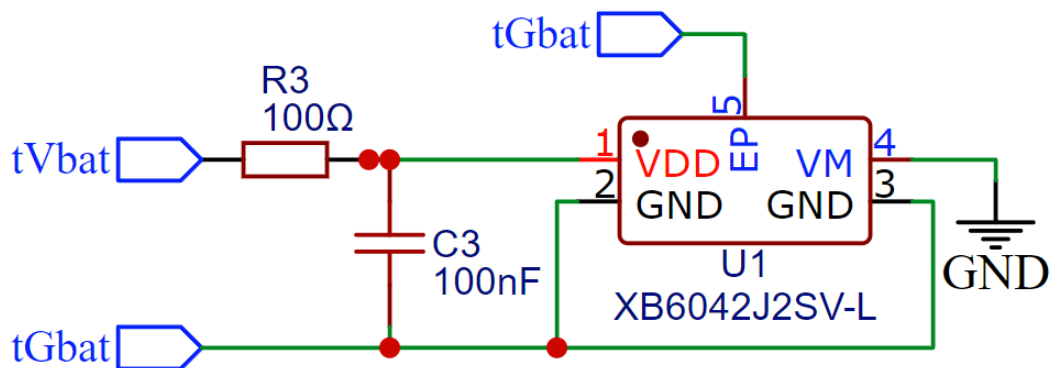 tGbat
R3
100Ω
tVbat
1
2
5
EP
VDD
VM
4
GND
GND
3
C3
100nF
U1
XB6042J2SV-L
GND
tGbat